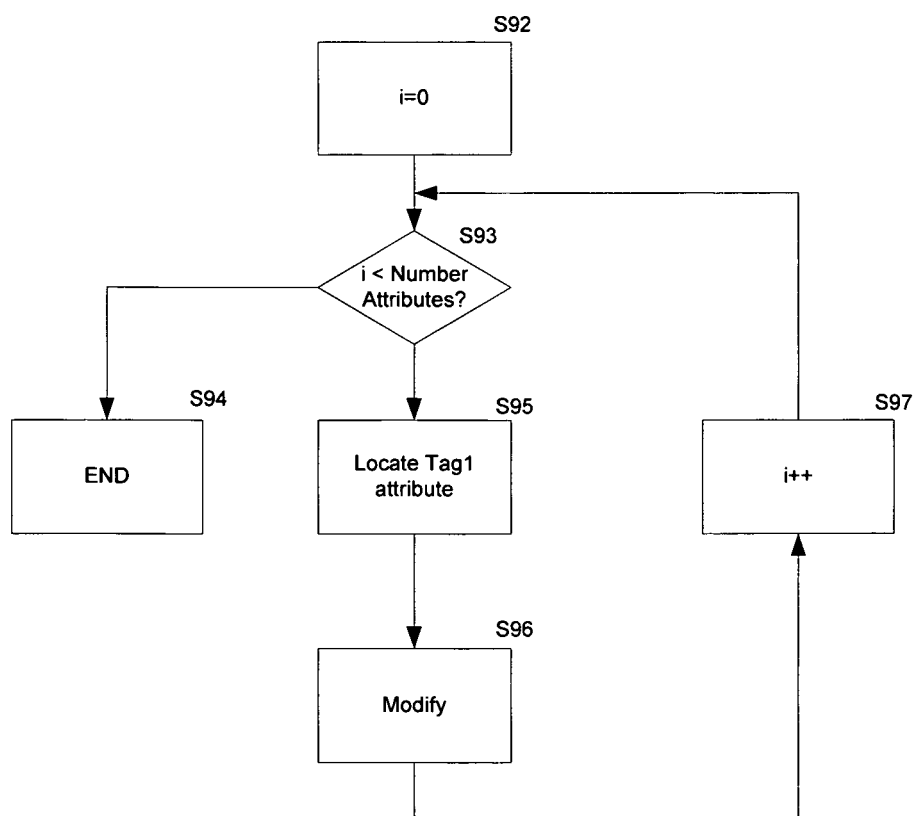 S92
i=0
S93
i < Number
Attributes?
S94
END
S95
Locate Tag1
attribute
S97
i++
S96
Modify